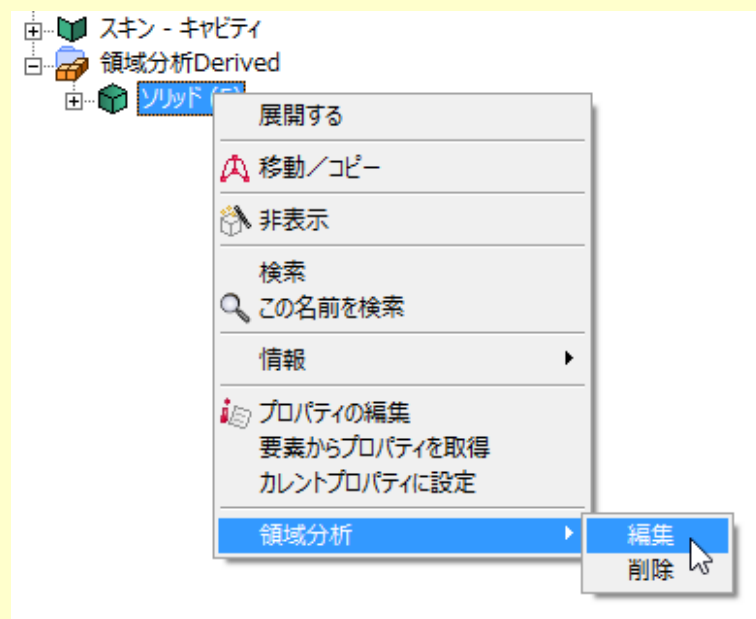 スキン - キャビティ
領域分析Derived
ソリッド
展開する
移動／コピー
非表示
検索
この名前を検索
情報
プロパティの編集
要素からプロパティを取得
カレントプロパティに設定
領域分析
編集
削除